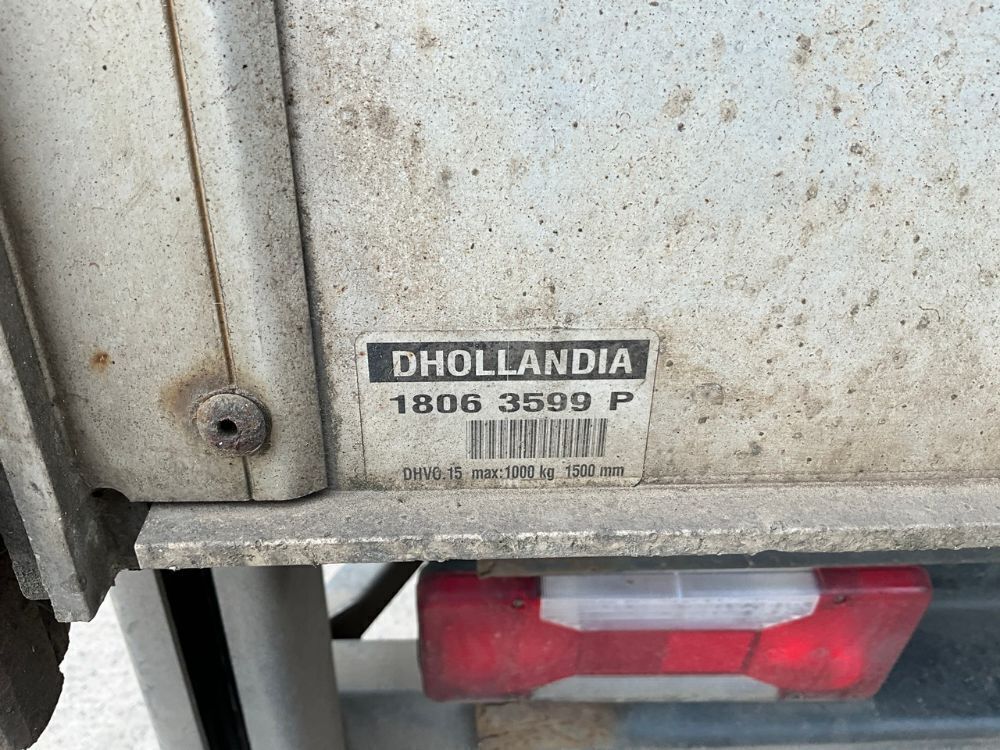 DHOLLANDIA
1806 3599 P
DHVO.15 max:1000 kg 1500 mm